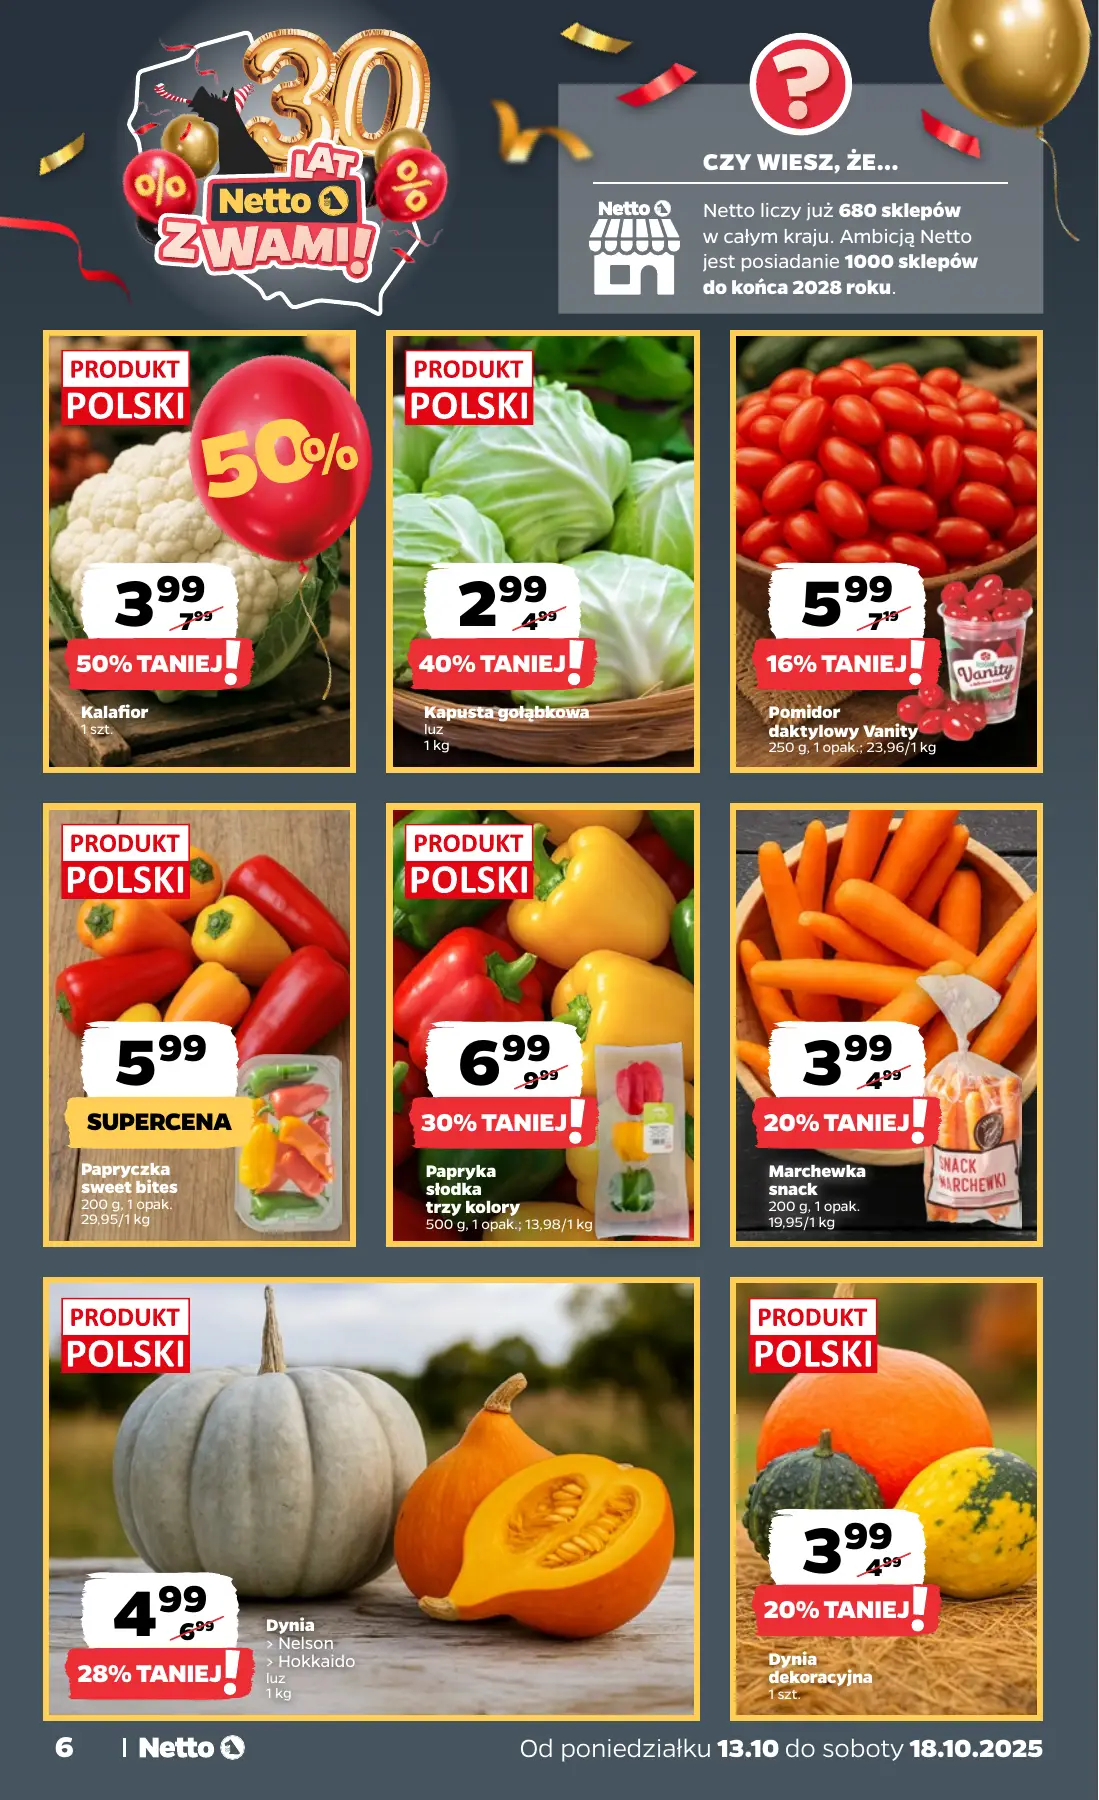 30
LAT
Netto
Z WAMI!
%
%
?
CZY WIESZ, ŻE...
Netto
Netto liczy już 680 sklepów
w całym kraju. Ambicją Netto
jest posiadanie 1000 sklepów
do końca 2028 roku.
PRODUKT
POLSKI
50%
3 99
7 99
50% TANIEJ!
Kalafior
1 szt.
PRODUKT
POLSKI
2 99
4 99
40% TANIEJ!
Kapusta gołąbkowa
luz
1 kg
5 99
7 19
16% TANIEJ!
Vanity
Pomidor
daktylowy Vanity
250 g, 1 opak.; 23,96/1 kg
PRODUKT
POLSKI
5 99
SUPERCENA
Papryczka
sweet bites
200 g, 1 opak.
29,95/1 kg
PRODUKT
POLSKI
6 99
9 99
30% TANIEJ!
Papryka
słodka
trzy kolory
500 g, 1 opak.; 13,98/1 kg
3 99
4 99
20% TANIEJ!
SNACK
MARCHEWKI
Marchewka
snack
200 g, 1 opak.
19,95/1 kg
PRODUKT
POLSKI
4 99
6 99
28% TANIEJ!
Dynia
> Nelson
> Hokkaido
luz
1 kg
PRODUKT
POLSKI
3 99
4 99
20% TANIEJ!
Dynia
dekoracyjna
1 szt.
6 | Netto
Od poniedziałku 13.10 do soboty 18.10.2025